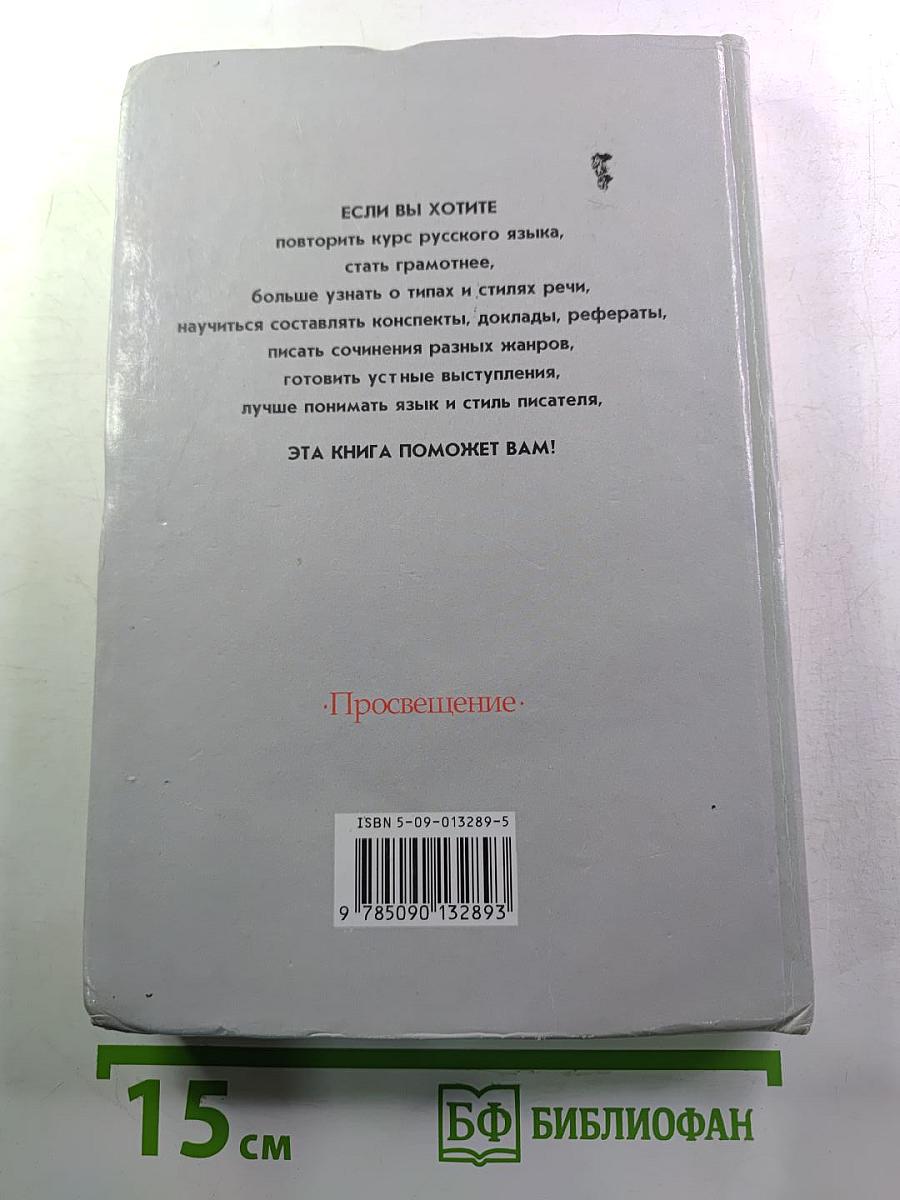 ЕСЛИ ВЫ ХОТИТЕ
повторить курс русского языка,
стать грамотнее,
больше узнать о типах и стилях речи,
научиться составлять конспекты, доклады, рефераты,
писать сочинения разных жанров,
готовить устные выступления,
лучше понимать язык и стиль писателя,
ЭТА КНИГА ПОМОЖЕТ ВАМ!
·Просвещение·
ISBN 5-09-013289-5
9 785090 132893
15 см
БФ БИБЛИОФАН